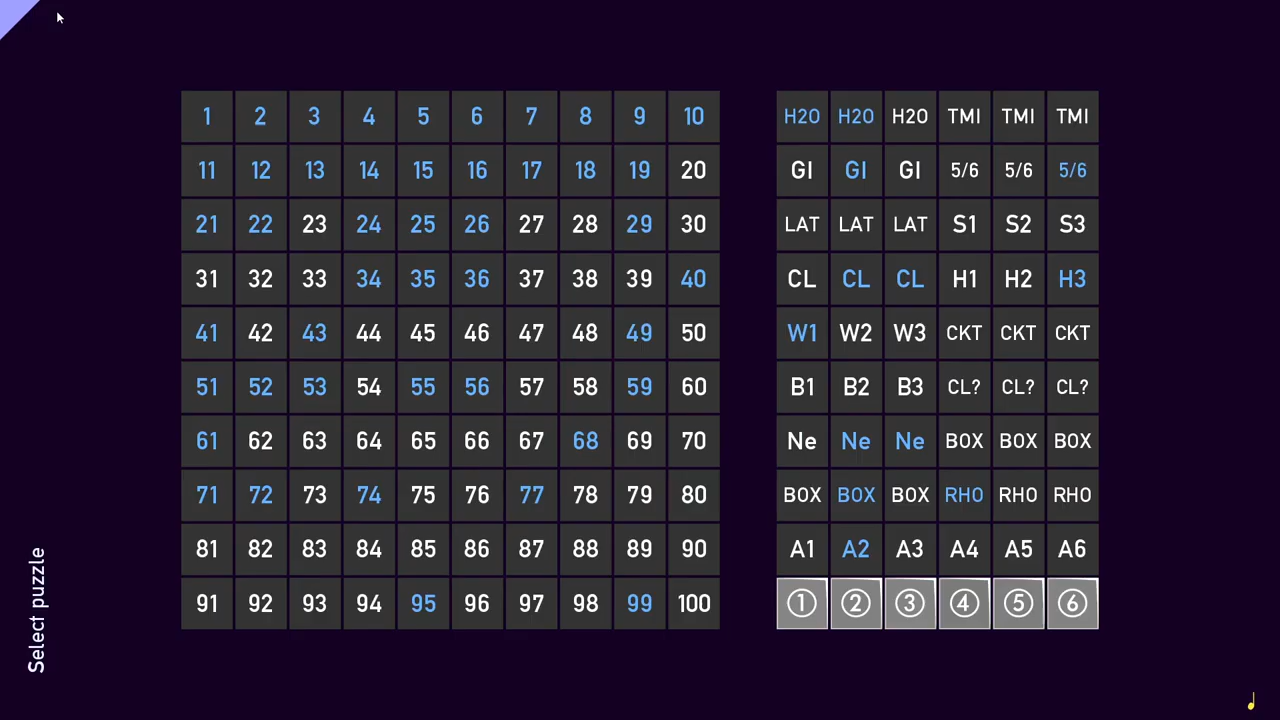 1 2 3 4 5 6 7 8 9 10 H2O H2O H2O TMI TMI TMI
11 12 13 14 15 16 17 18 19 20 GI GI GI 5/6 5/6 5/6
21 22 23 24 25 26 27 28 29 30 LAT LAT LAT S1 S2 S3
31 32 33 34 35 36 37 38 39 40 CL CL CL H1 H2 H3
41 42 43 44 45 46 47 48 49 50 W1 W2 W3 CKT CKT CKT
51 52 53 54 55 56 57 58 59 60 B1 B2 B3 CL? CL? CL?
61 62 63 64 65 66 67 68 69 70 Ne Ne Ne BOX BOX BOX
71 72 73 74 75 76 77 78 79 80 BOX BOX BOX RHO RHO RHO
81 82 83 84 85 86 87 88 89 90 A1 A2 A3 A4 A5 A6
91 92 93 94 95 96 97 98 99 100 ① ② ③ ④ ⑤ ⑥
Select puzzle